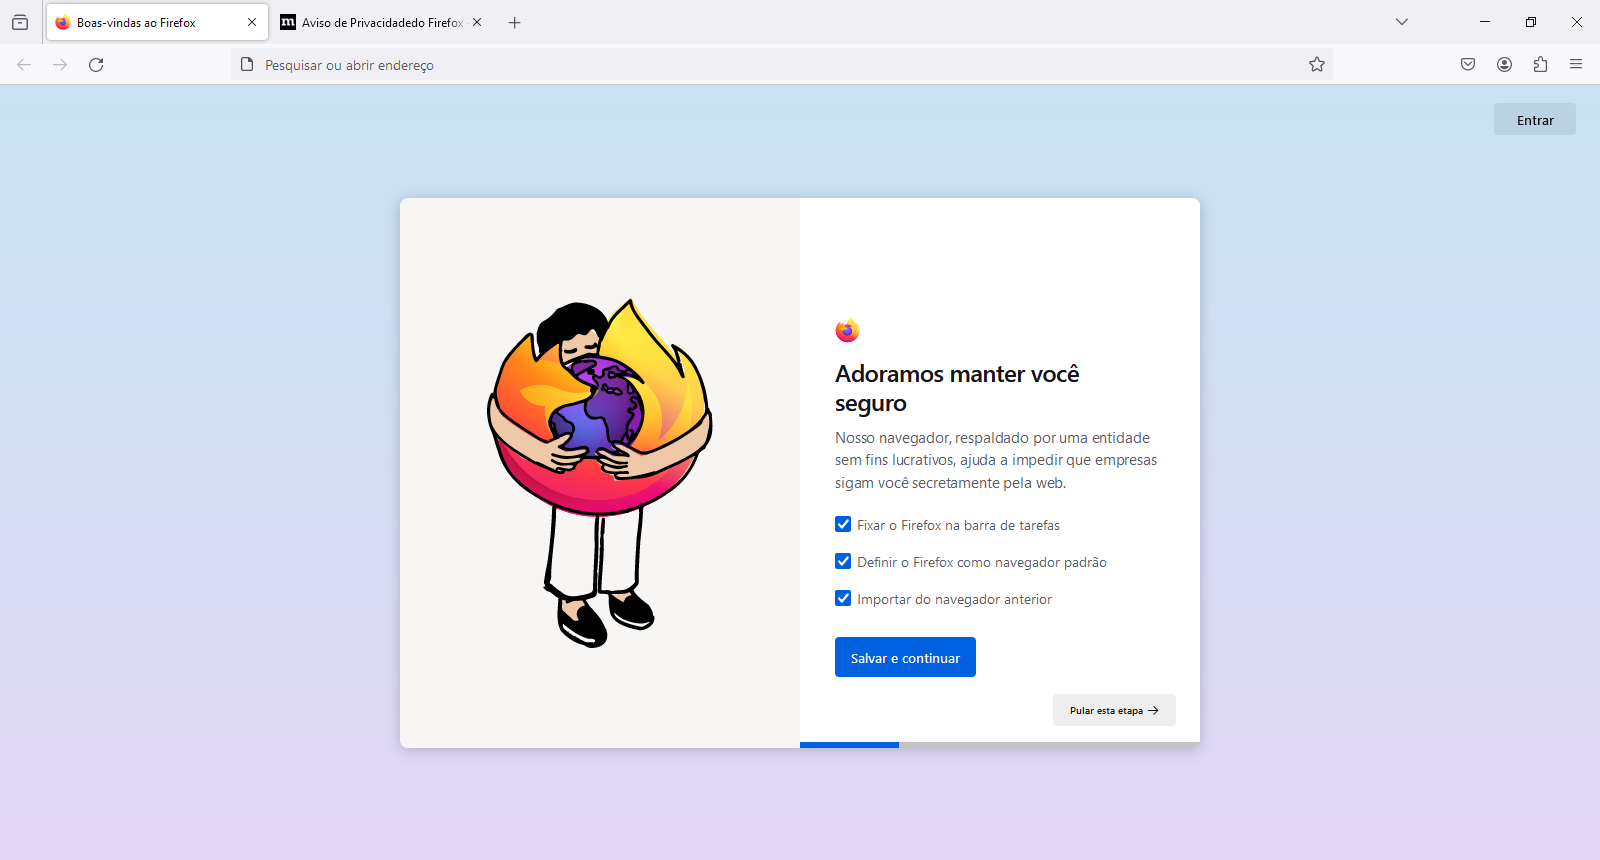 Boas-vindas ao Firefox
Aviso de Privacidadedo Firefox
Pesquisar ou abrir endereço
Entrar
Adoramos manter você
seguro
Nosso navegador, respaldado por uma entidade
sem fins lucrativos, ajuda a impedir que empresas
sigam você secretamente pela web.
Fixar o Firefox na barra de tarefas
Definir o Firefox como navegador padrão
Importar do navegador anterior
Salvar e continuar
Pular esta etapa